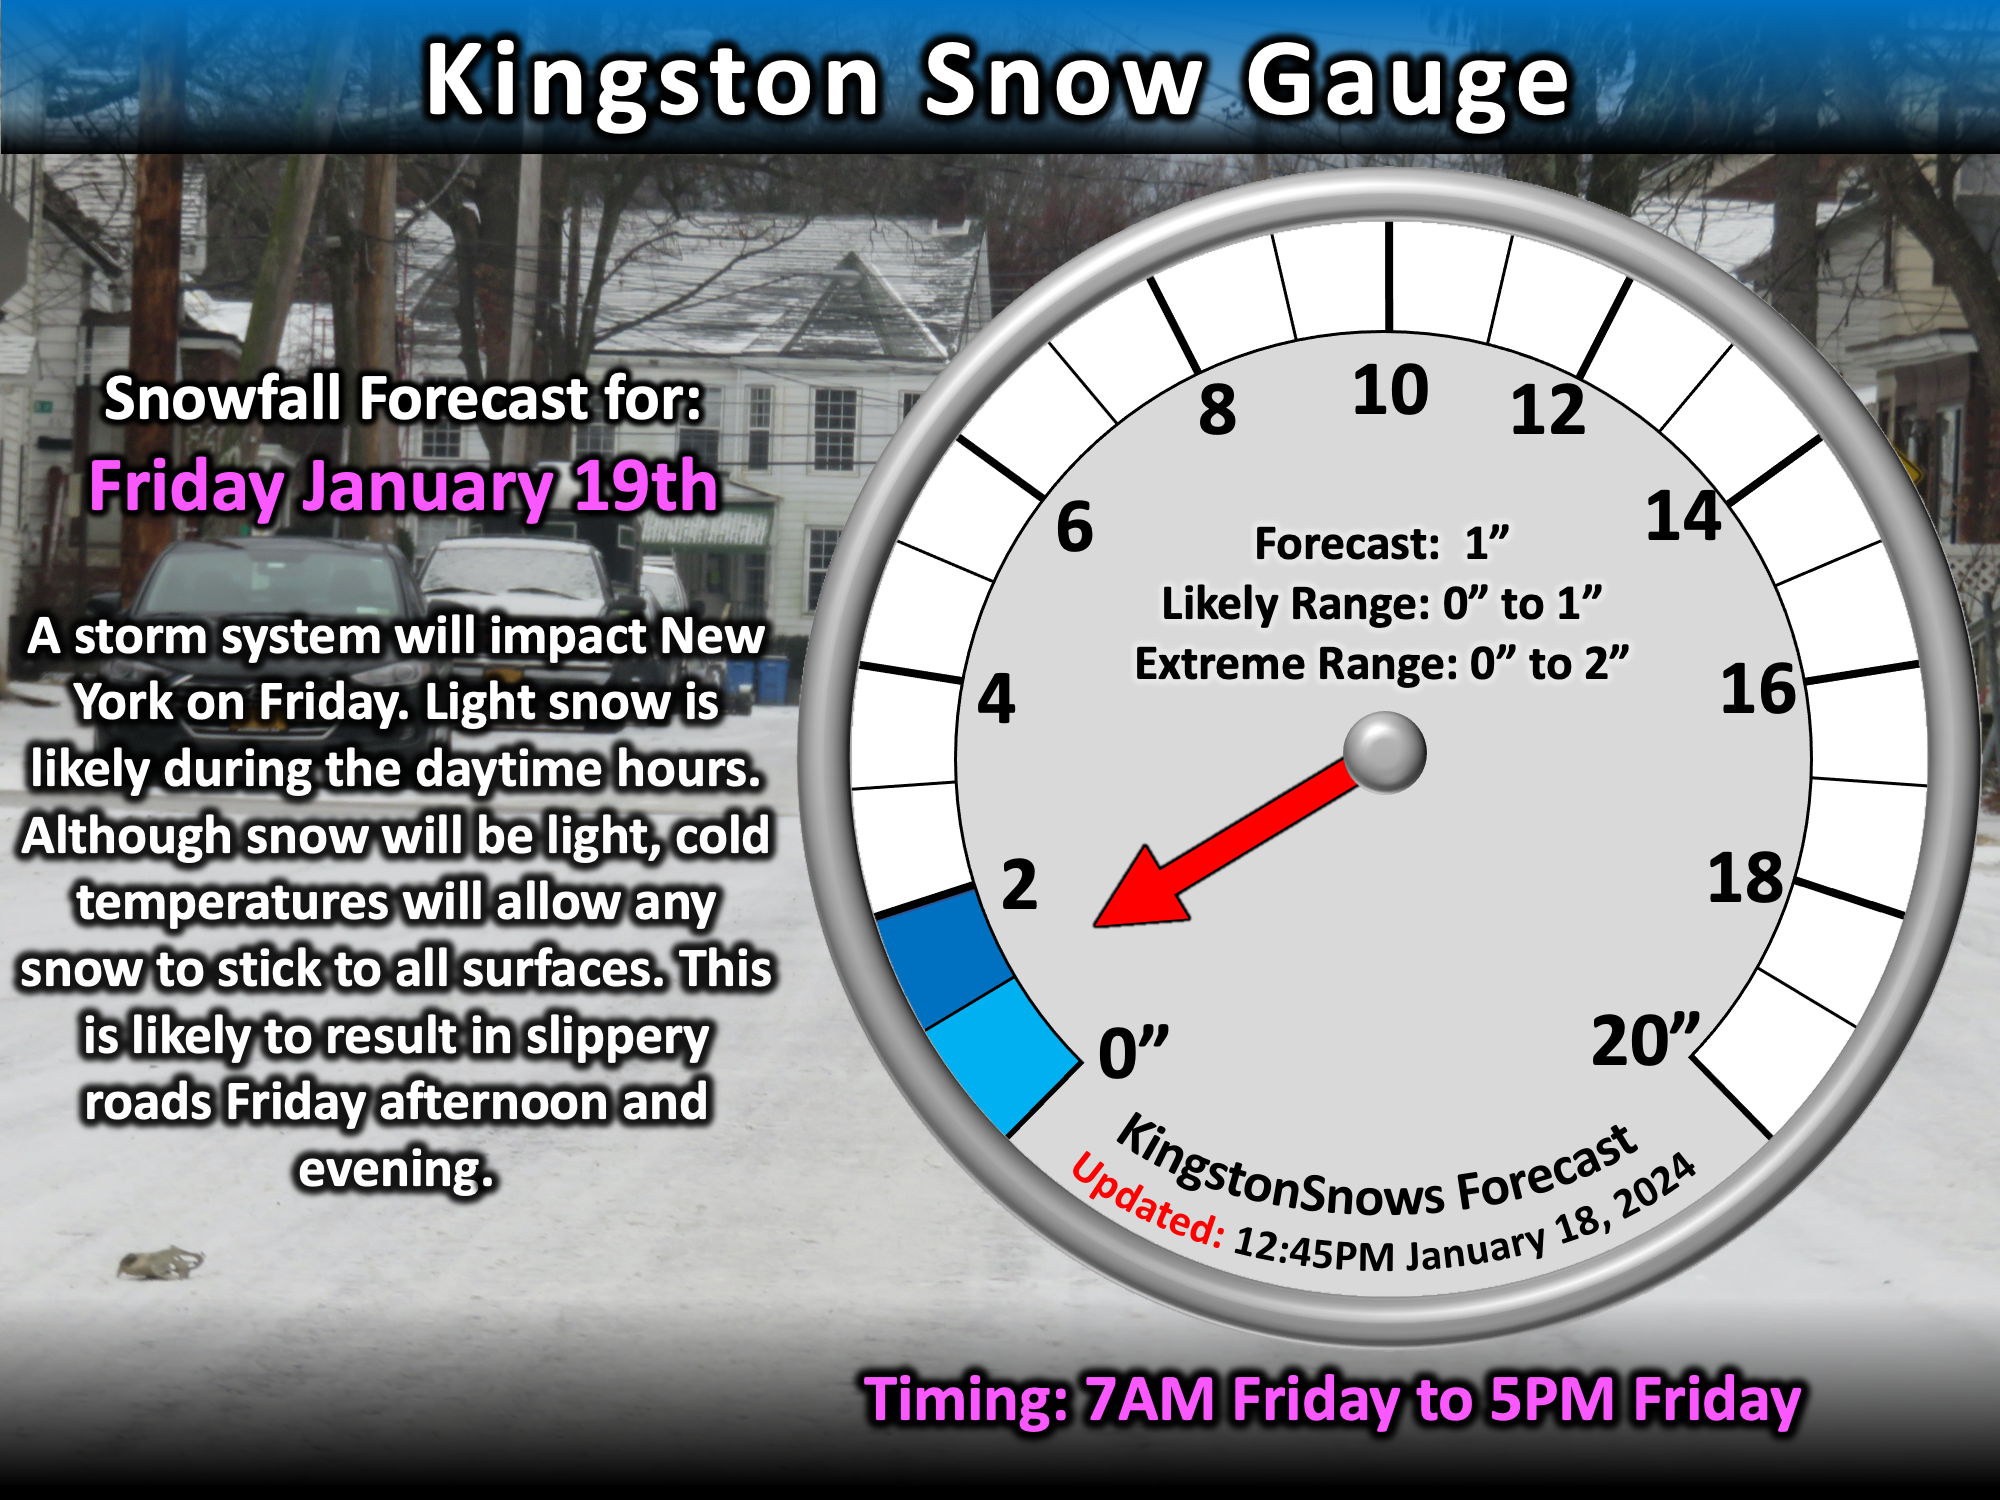 Kingston Snow Gauge
Snowfall Forecast for:
Friday January 19th
A storm system will impact New
York on Friday. Light snow is
likely during the daytime hours.
Although snow will be light, cold
temperatures will allow any
snow to stick to all surfaces. This
is likely to result in slippery
roads Friday afternoon and
evening.
0”
2
4
6
8
10
12
14
16
18
20”
Forecast:  1”
Likely Range: 0” to 1”
Extreme Range: 0” to 2”
KingstonSnows Forecast
Updated: 12:45PM January 18, 2024
Timing: 7AM Friday to 5PM Friday